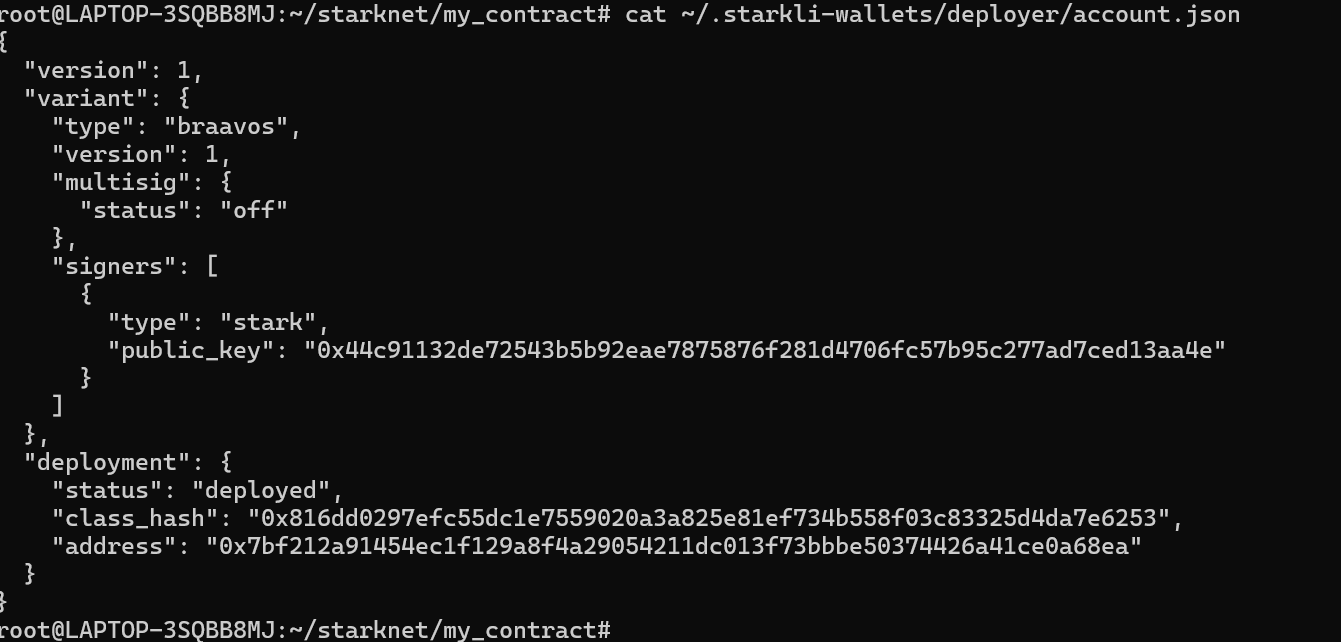 root@LAPTOP-3SQBB8MJ:~/starknet/my_contract# cat ~/.starkli-wallets/deployer/account.json
{
  "version": 1,
  "variant": {
    "type": "braavos",
    "version": 1,
    "multisig": {
      "status": "off"
    },
    "signers": [
      {
        "type": "stark",
        "public_key": "0x44c91132de72543b5b92eae7875876f281d4706fc57b95c277ad7ced13aa4e"
      }
    ]
  },
  "deployment": {
    "status": "deployed",
    "class_hash": "0x816dd0297efc55dc1e7559020a3a825e81ef734b558f03c83325d4da7e6253",
    "address": "0x7bf212a91454ec1f129a8f4a29054211dc013f73bbbe50374426a41ce0a68ea"
  }
}
root@LAPTOP-3SQBB8MJ:~/starknet/my_contract#